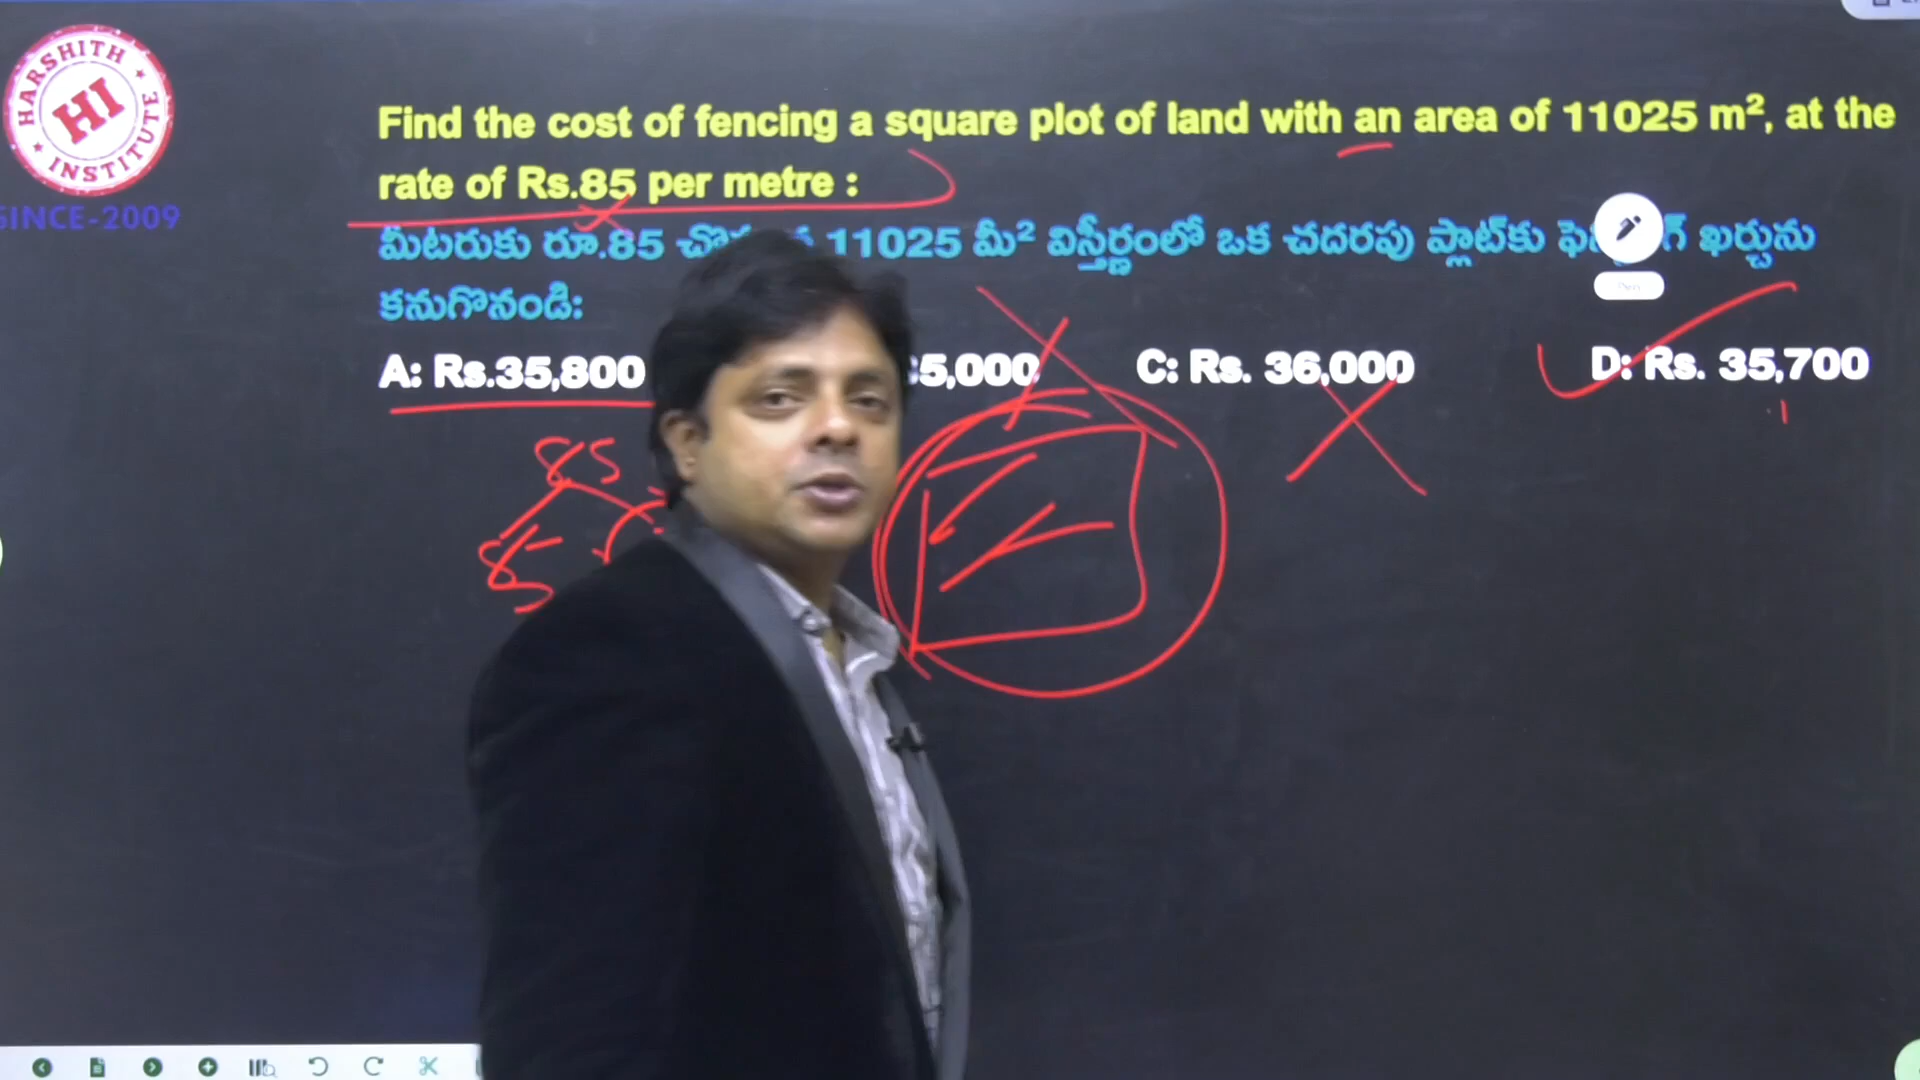 HARSHITH
HI
INSTITUTE
SINCE-2009
Find the cost of fencing a square plot of land with an area of 11025 m², at the
rate of Rs.85 per metre :
మీటరుకు రూ.85 11025 మీ² విస్తీర్ణంలో ఒక చదరపు ప్లాట్‌కు ఖర్చును
కనుగొనండి:
A: Rs.35,800 5,000 C: Rs. 36,000 D: Rs. 35,700
85
85